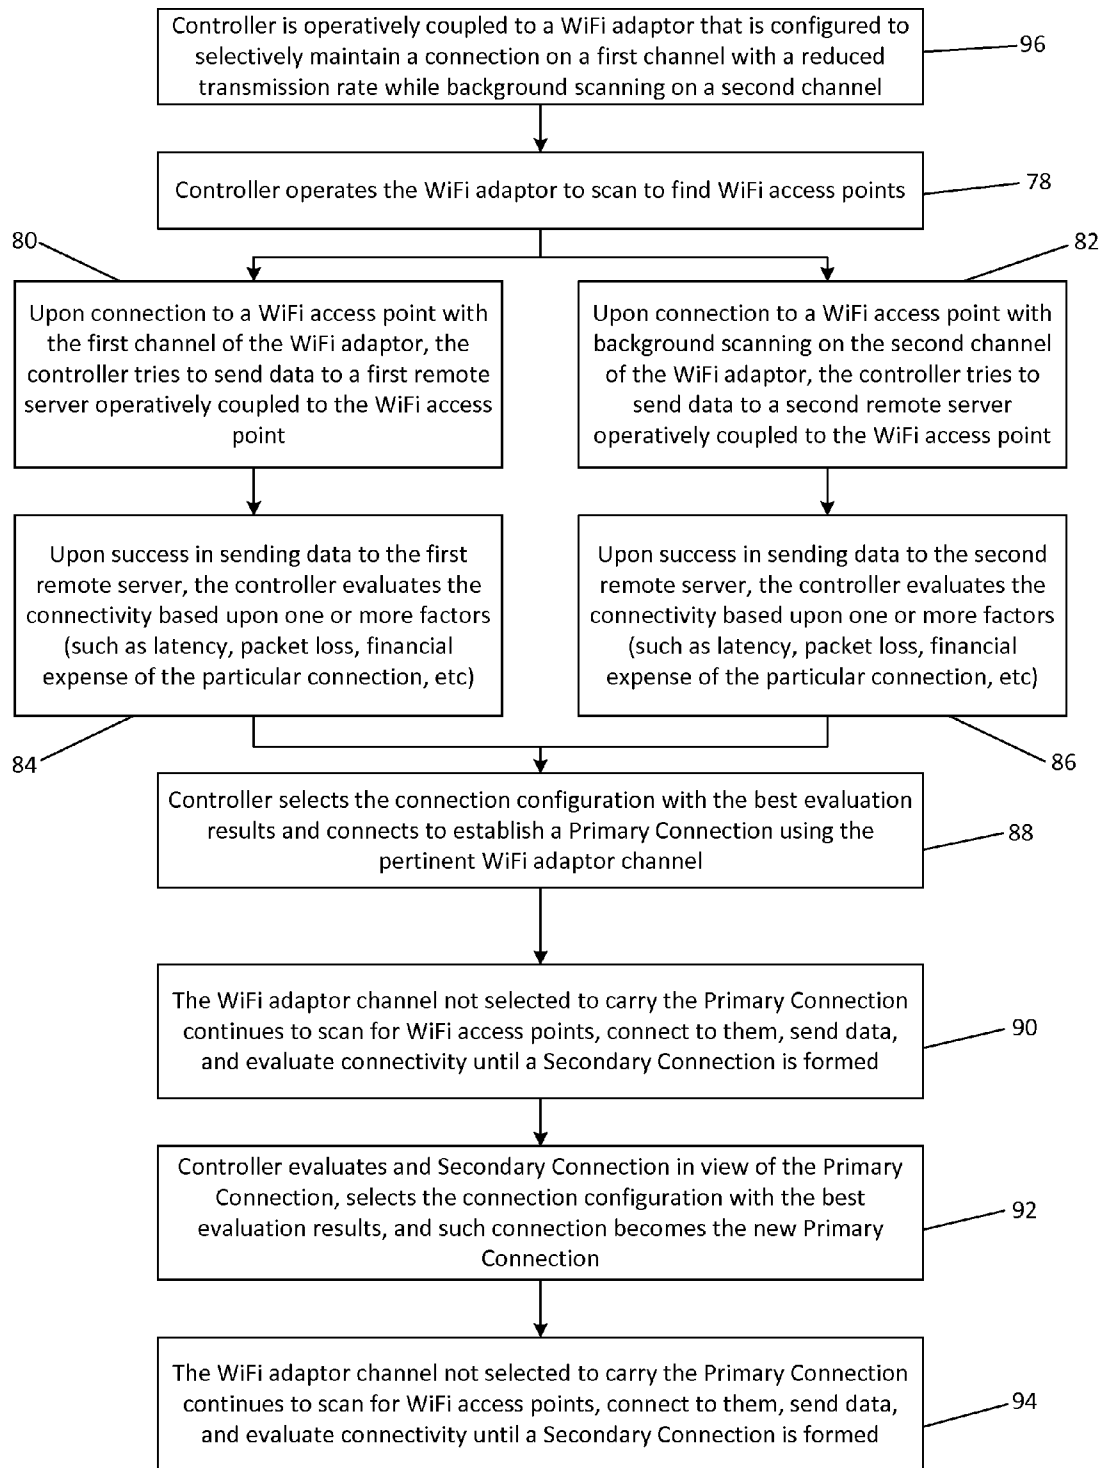 Controller is operatively coupled to a WiFi adaptor that is configured to
selectively maintain a connection on a first channel with a reduced
transmission rate while background scanning on a second channel
96
Controller operates the WiFi adaptor to scan to find WiFi access points
78
80
82
Upon connection to a WiFi access point with
the first channel of the WiFi adaptor, the
controller tries to send data to a first remote
server operatively coupled to the WiFi access
point
Upon connection to a WiFi access point with
background scanning on the second channel
of the WiFi adaptor, the controller tries to
send data to a second remote server
operatively coupled to the WiFi access point
Upon success in sending data to the first
remote server, the controller evaluates the
connectivity based upon one or more factors
(such as latency, packet loss, financial
expense of the particular connection, etc)
Upon success in sending data to the second
remote server, the controller evaluates the
connectivity based upon one or more factors
(such as latency, packet loss, financial
expense of the particular connection, etc)
84
86
Controller selects the connection configuration with the best evaluation
results and connects to establish a Primary Connection using the
pertinent WiFi adaptor channel
88
The WiFi adaptor channel not selected to carry the Primary Connection
continues to scan for WiFi access points, connect to them, send data,
and evaluate connectivity until a Secondary Connection is formed
90
Controller evaluates and Secondary Connection in view of the Primary
Connection, selects the connection configuration with the best
evaluation results, and such connection becomes the new Primary
Connection
92
The WiFi adaptor channel not selected to carry the Primary Connection
continues to scan for WiFi access points, connect to them, send data,
and evaluate connectivity until a Secondary Connection is formed
94